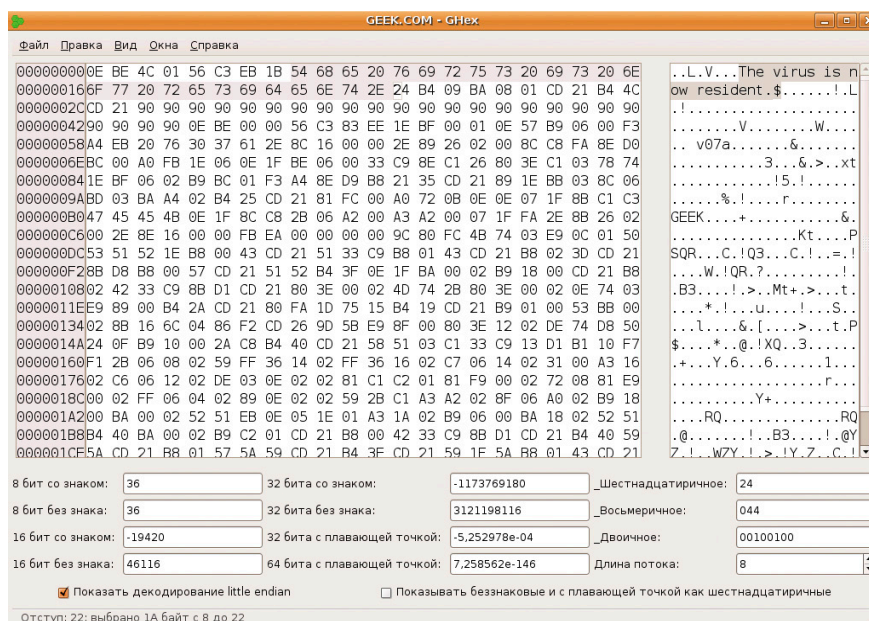 GEEK.COM - GHex
Файл Правка Вид Окна Справка
000000000E BE 4C 01 56 C3 EB 1B 54 68 65 20 76 69 72 75 73 20 69 73 20 6E ..L.V...The virus is n
000000166F 77 20 72 65 73 69 64 65 6E 74 2E 24 B4 09 BA 08 01 CD 21 B4 4C ow resident.$......!.L
0000002CCD 21 90 90 90 90 90 90 90 90 90 90 90 90 90 90 90 90 90 90 90 90 .!....................
0000004290 90 90 90 0E BE 00 00 56 C3 83 EE 1E BF 00 01 0E 57 B9 06 00 F3 ........V........W....
00000058A4 EB 20 76 30 37 61 2E 8C 16 00 00 2E 89 26 02 00 8C C8 FA 8E D0 .. v07a.......&.......
0000006EBC 00 A0 FB 1E 06 0E 1F BE 06 00 33 C9 8E C1 26 80 3E C1 03 78 74 ...........3...&.>..xt
000000841E BF 06 02 B9 BC 01 F3 A4 8E D9 B8 21 35 CD 21 89 1E BB 03 8C 06 ............!5.!......
0000009ABD 03 BA A4 02 B4 25 CD 21 81 FC 00 A0 72 0B 0E 0E 07 1F 8B C1 C3 ......%.!....r........
000000B047 45 45 4B 0E 1F 8C C8 2B 06 A2 00 A3 A2 00 07 1F FA 2E 8B 26 02 GEEK....+...........&.
000000C600 2E 8E 16 00 00 FB EA 00 00 00 00 9C 80 FC 4B 74 03 E9 0C 01 50 ...............Kt....P
000000DC53 51 52 1E B8 00 43 CD 21 51 33 C9 B8 01 43 CD 21 B8 02 3D CD 21 SQR...C.!Q3...C.!..=.!
000000F28B D8 B8 00 57 CD 21 51 52 B4 3F 0E 1F BA 00 02 B9 18 00 CD 21 B8 ....W.!QR.?.........!.
0000010802 42 33 C9 8B D1 CD 21 80 3E 00 02 4D 74 2B 80 3E 00 02 0E 74 03 .B3....!.>..Mt+.>...t.
0000011EE9 89 00 B4 2A CD 21 80 FA 1D 75 15 B4 19 CD 21 B9 01 00 53 BB 00 ....*.!...u....!...S..
0000013402 8B 16 6C 04 86 F2 CD 26 9D 5B E9 8F 00 80 3E 12 02 DE 74 D8 50 ...l....&.[....>...t.P
0000014A24 0F B9 10 00 2A C8 B4 40 CD 21 58 51 03 C1 33 C9 13 D1 B1 10 F7 $....*..@.!XQ..3......
00000160F1 2B 06 08 02 59 FF 36 14 02 FF 36 16 02 C7 06 14 02 31 00 A3 16 .+...Y.6...6......1...
0000017602 C6 06 12 02 DE 03 0E 02 02 81 C1 C2 01 81 F9 00 02 72 08 81 E9 ..................r...
0000018C00 02 FF 06 04 02 89 0E 02 02 59 2B C1 A3 A2 02 8F 06 A0 02 B9 18 ..........Y+..........
000001A200 BA 00 02 52 51 EB 0E 05 1E 01 A3 1A 02 B9 06 00 BA 18 02 52 51 ....RQ..............RQ
000001B8B4 40 BA 00 02 B9 C2 01 CD 21 B8 00 42 33 C9 8B D1 CD 21 B4 40 59 .@.......!..B3....!.@Y
000001CE5A CD 21 B8 01 57 5A 59 CD 21 B4 3E CD 21 59 1F 5A B8 01 43 CD 21 Z.!..WZY.!.>.!Y.Z..C.!
8 бит со знаком: 36 32 бита со знаком: -1173769180 _Шестнадцатиричное: 24
8 бит без знака: 36 32 бита без знака: 3121198116 _Восьмеричное: 044
16 бит со знаком: -19420 32 бита с плавающей точкой: -5,252978e-04 _Двоичное: 00100100
16 бит без знака: 46116 64 бита с плавающей точкой: 7,258562e-146 Длина потока: 8
Показать декодирование little endian Показывать беззнаковые и с плавающей точкой как шестнадцатиричные
Отступ: 22; выбрано 1A байт с 8 до 22